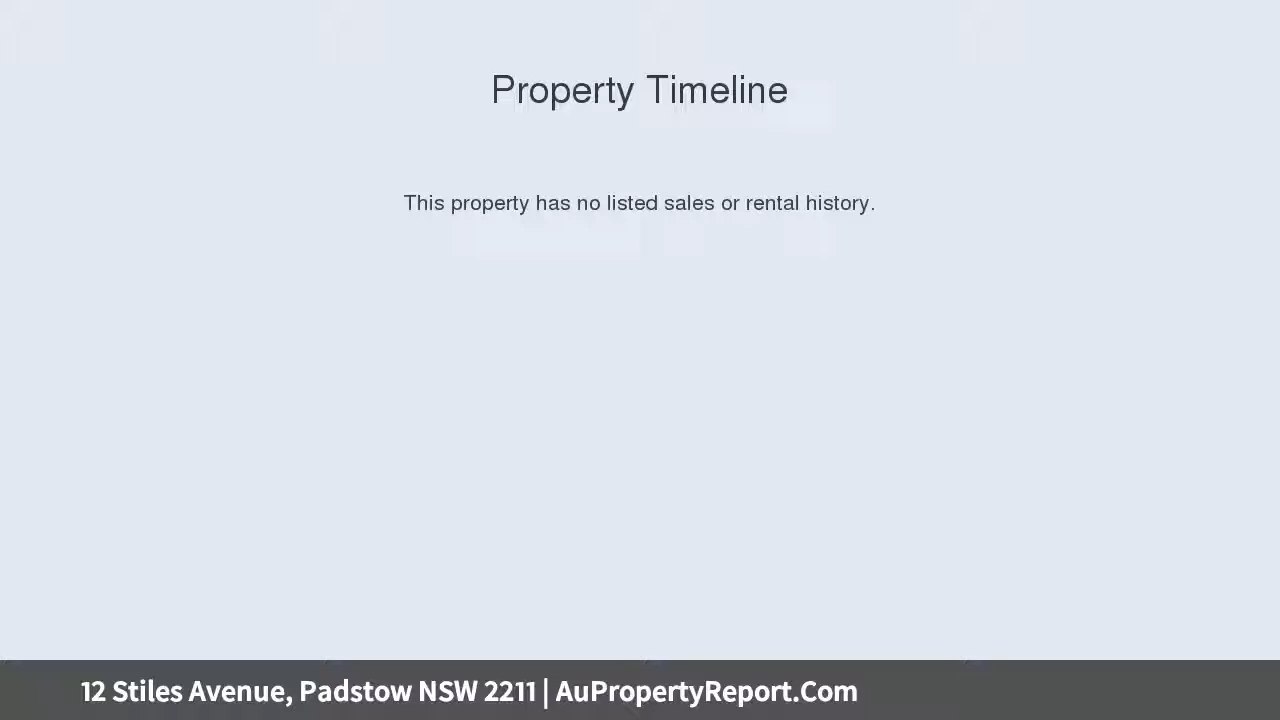 Property Timeline
This property has no listed sales or rental history.
12 Stiles Avenue, Padstow NSW 2211 | AuPropertyReport.Com